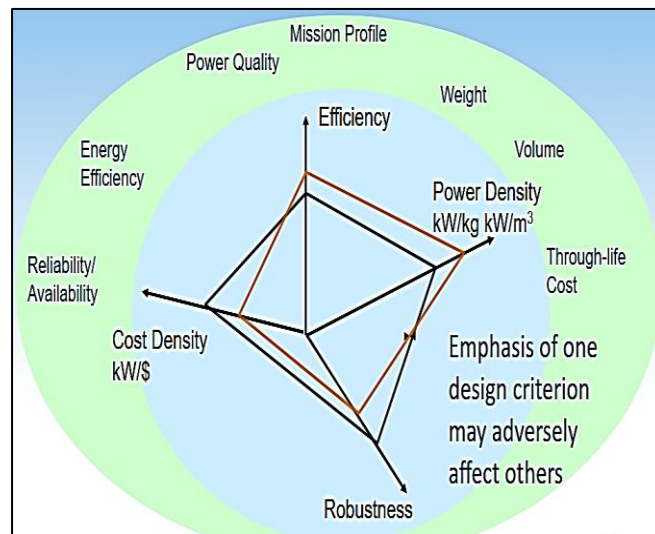 Mission Profile
Power Quality
Weight
Energy
Efficiency
Volume
Efficiency
Power Density
kW/kg kW/m³
Reliability/
Availability
Through-life
Cost
Cost Density
kW/$
Emphasis of one
design criterion
may adversely
affect others
Robustness